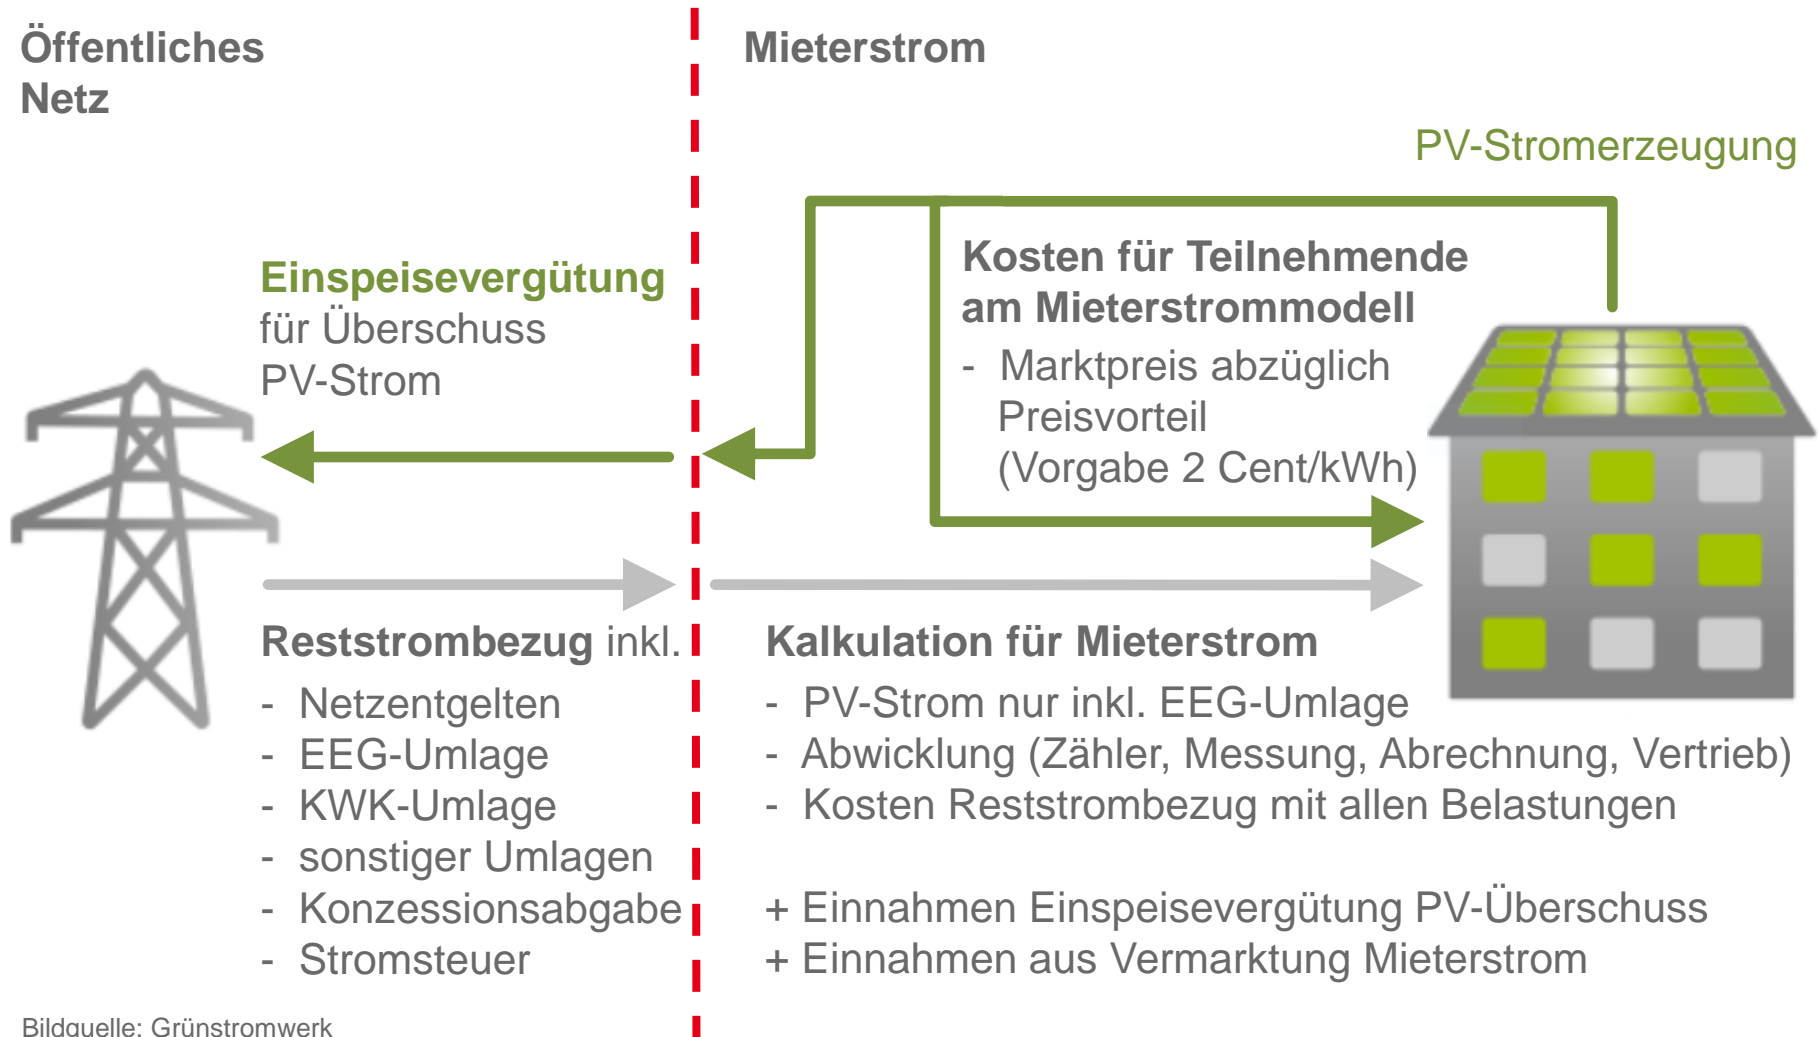 Öffentliches
Netz
Mieterstrom
PV-Stromerzeugung
Einspeisevergütung
für Überschuss
PV-Strom
Kosten für Teilnehmende
am Mieterstrommodell
- Marktpreis abzüglich
Preisvorteil
(Vorgabe 2 Cent/kWh)
Reststrombezug inkl.
- Netzentgelten
- EEG-Umlage
- KWK-Umlage
- sonstiger Umlagen
- Konzessionsabgabe
- Stromsteuer
Kalkulation für Mieterstrom
- PV-Strom nur inkl. EEG-Umlage
- Abwicklung (Zähler, Messung, Abrechnung, Vertrieb)
- Kosten Reststrombezug mit allen Belastungen
+ Einnahmen Einspeisevergütung PV-Überschuss
+ Einnahmen aus Vermarktung Mieterstrom
Bildquelle: Grünstromwerk